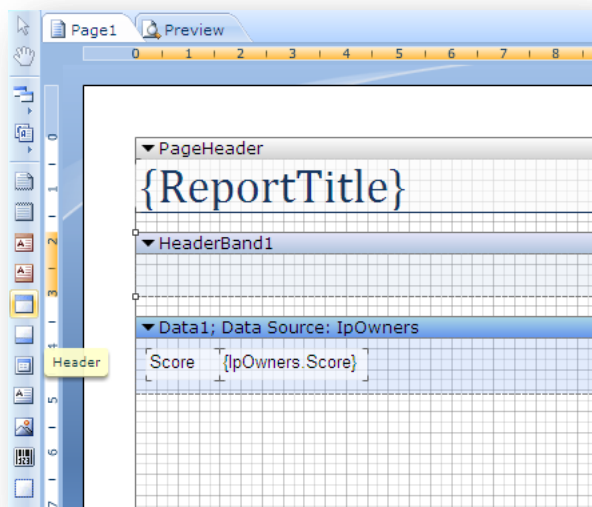 Page1 Preview
0 1 2 3 4 5 6 7 8
PageHeader
{ReportTitle}
HeaderBand1
Data1; Data Source: IpOwners
Score {IpOwners.Score}
Header
0
1
2
3
4
5
6
7